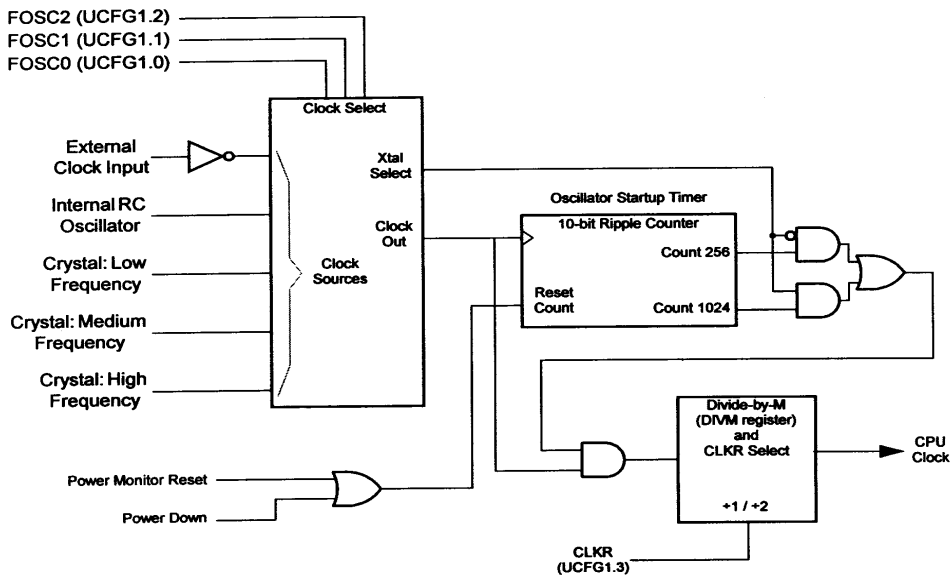 FOSC2 (UCFG1.2)
FOSC1 (UCFG1.1)
FOSC0 (UCFG1.0)
Clock Select
External
Clock Input
Xtal
Select
Internal RC
Oscillator
Clock
Out
Clock
Sources
Crystal: Low
Frequency
Crystal: Medium
Frequency
Crystal: High
Frequency
Oscillator Startup Timer
10-bit Ripple Counter
Count 256
Reset
Count
Count 1024
Power Monitor Reset
Power Down
Divide-by-M
(DIVM register)
and
CLKR Select
÷1 / ÷2
CPU
Clock
CLKR
(UCFG1.3)